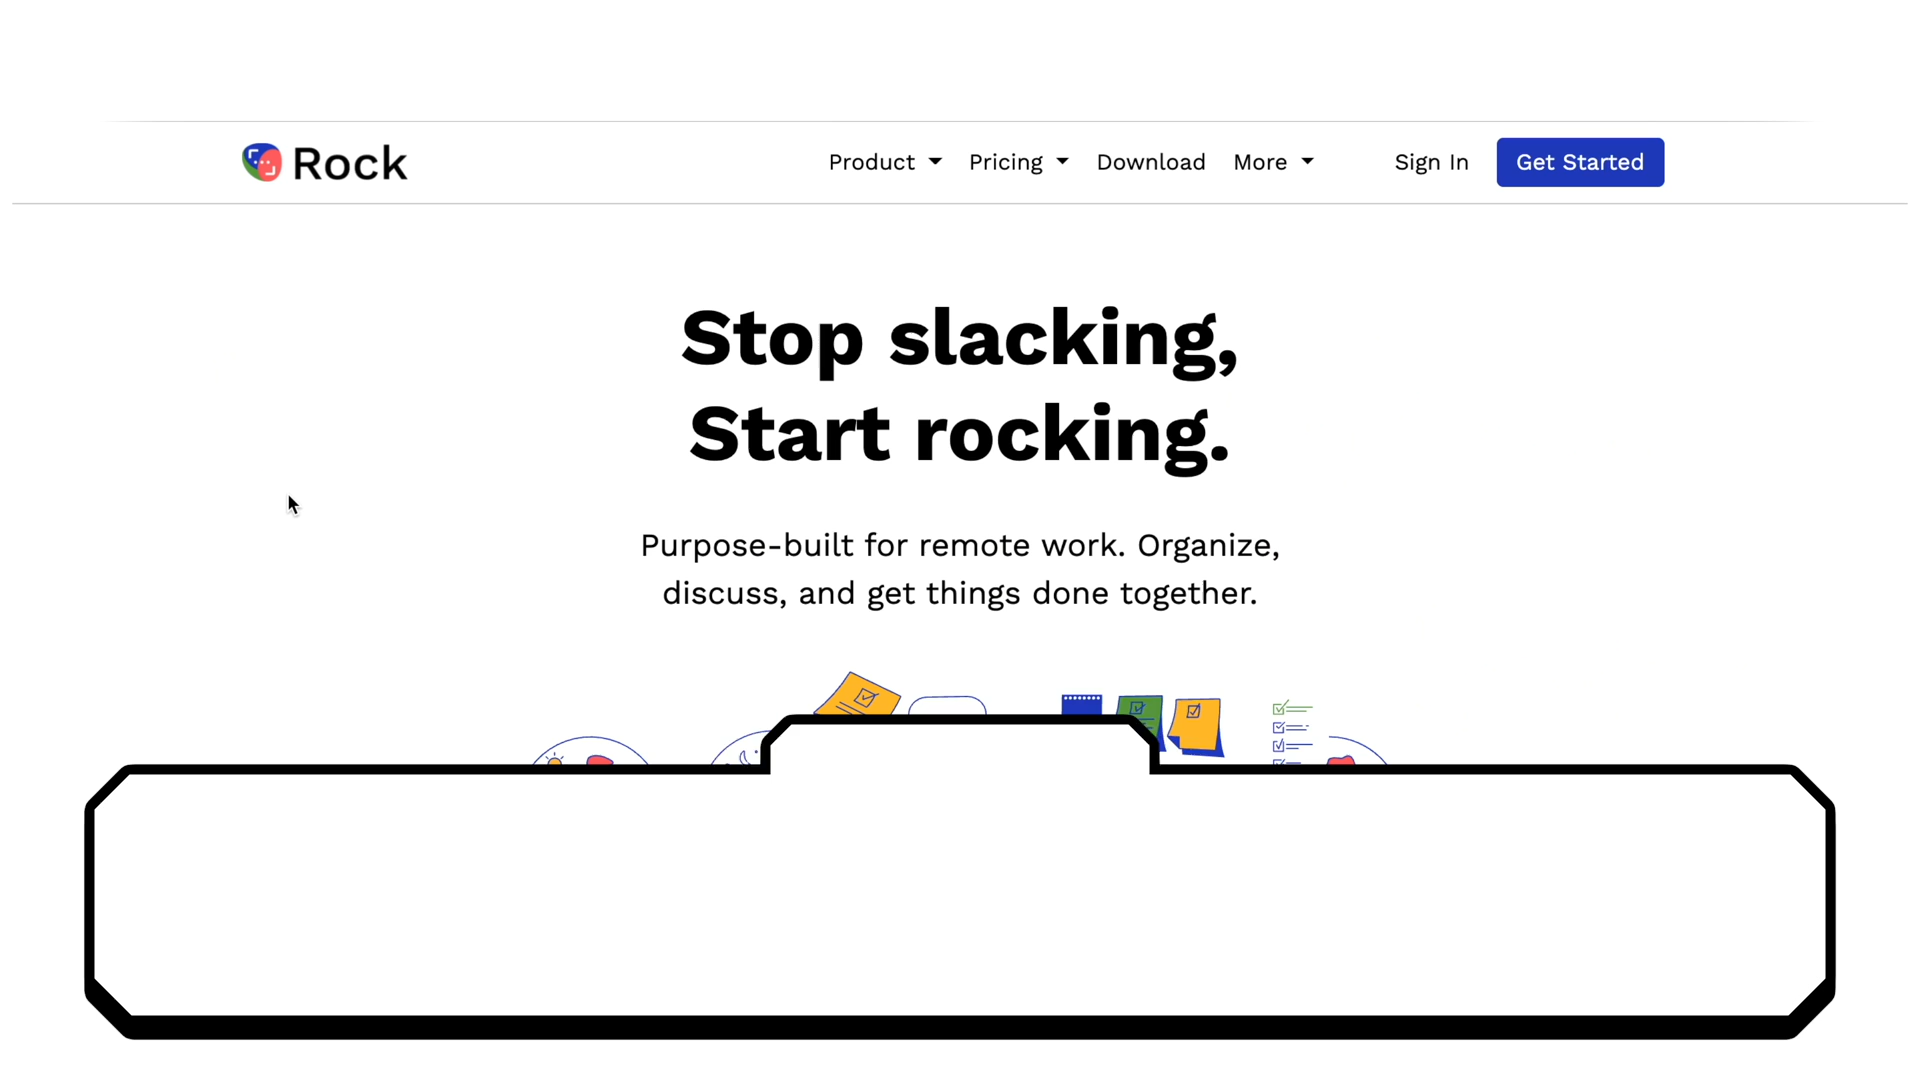 Rock
Product
Pricing
Download
More
Sign In
Get Started
Stop slacking,
Start rocking.
Purpose-built for remote work. Organize,
discuss, and get things done together.